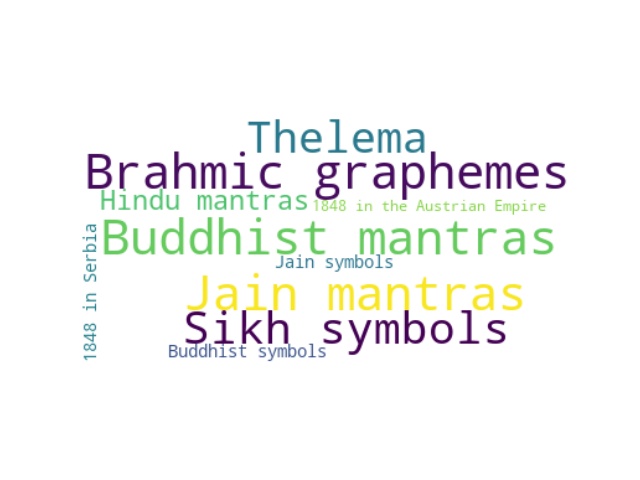 Thelema
Brahmic graphemes
Hindu mantras
1848 in the Austrian Empire
Buddhist mantras
1848 in Serbia
Jain symbols
Jain mantras
Sikh symbols
Buddhist symbols